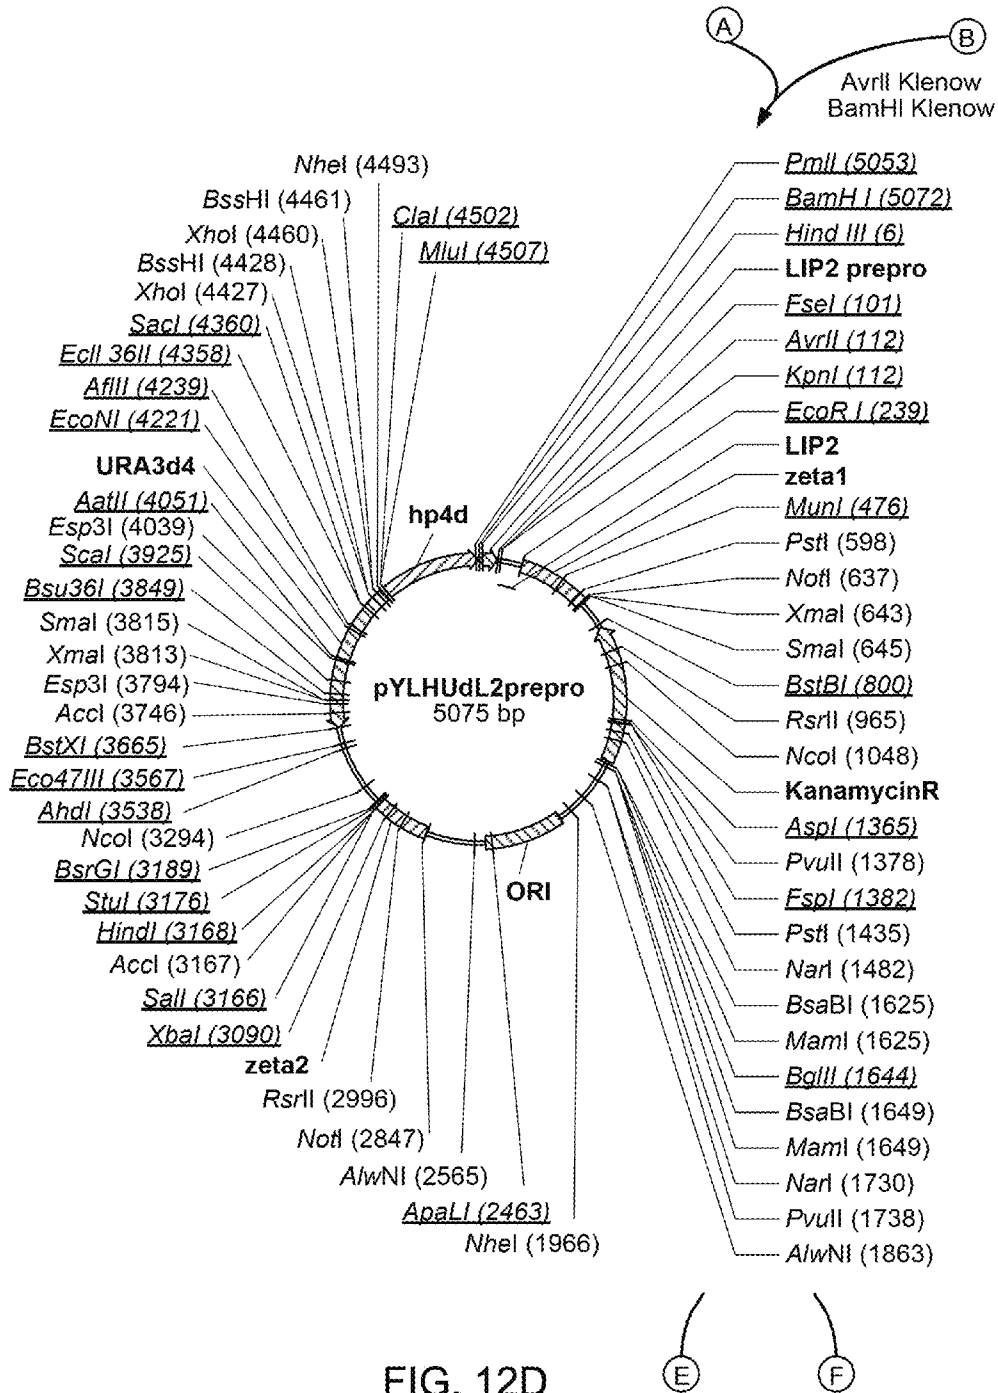 A
B
AvrII Klenow
BamHI Klenow
NheI (4493)
BssHI (4461)
XhoI (4460)
BssHI (4428)
XhoI (4427)
SacI (4360)
EclI 36II (4358)
AflII (4239)
EcoNI (4221)
URA3d4
AatII (4051)
Esp3I (4039)
ScaI (3925)
Bsu36I (3849)
SmaI (3815)
XmaI (3813)
Esp3I (3794)
AccI (3746)
BstXI (3665)
Eco47III (3567)
AhdI (3538)
NcoI (3294)
BsrGI (3189)
StuI (3176)
HindI (3168)
AccI (3167)
SalI (3166)
XbaI (3090)
zeta2
RsrII (2996)
NotI (2847)
AlwNI (2565)
ApaLI (2463)
NheI (1966)
ClaI (4502)
MluI (4507)
hp4d
pYLHUdL2prepro
5075 bp
ORI
PmlI (5053)
BamH I (5072)
Hind III (6)
LIP2 prepro
FseI (101)
AvrII (112)
KpnI (112)
EcoR I (239)
LIP2
zeta1
MunI (476)
PstI (598)
NotI (637)
XmaI (643)
SmaI (645)
BstBI (800)
RsrII (965)
NcoI (1048)
KanamycinR
AspI (1365)
PvuII (1378)
FspI (1382)
PstI (1435)
NarI (1482)
BsaBI (1625)
MamI (1625)
BglII (1644)
BsaBI (1649)
MamI (1649)
NarI (1730)
PvuII (1738)
AlwNI (1863)
E
F
FIG. 12D